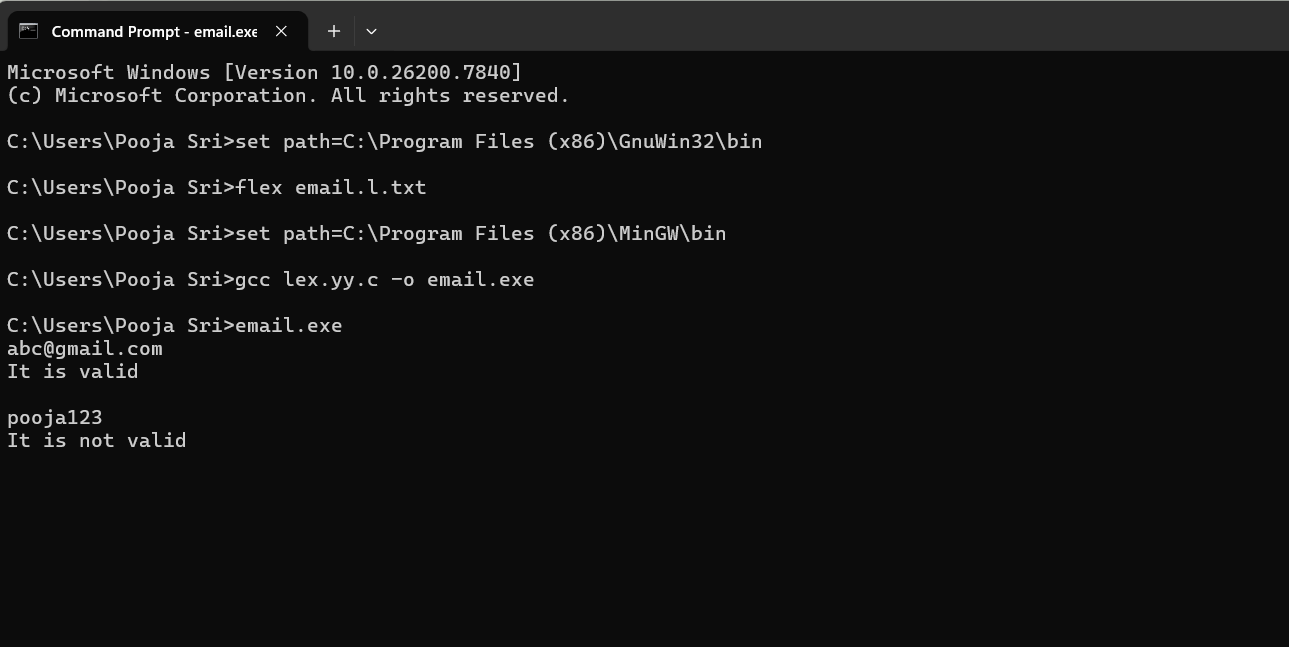 Command Prompt - email.exe
Microsoft Windows [Version 10.0.26200.7840]
(c) Microsoft Corporation. All rights reserved.
C:\Users\Pooja Sri>set path=C:\Program Files (x86)\GnuWin32\bin
C:\Users\Pooja Sri>flex email.l.txt
C:\Users\Pooja Sri>set path=C:\Program Files (x86)\MinGW\bin
C:\Users\Pooja Sri>gcc lex.yy.c -o email.exe
C:\Users\Pooja Sri>email.exe
abc@gmail.com
It is valid
pooja123
It is not valid